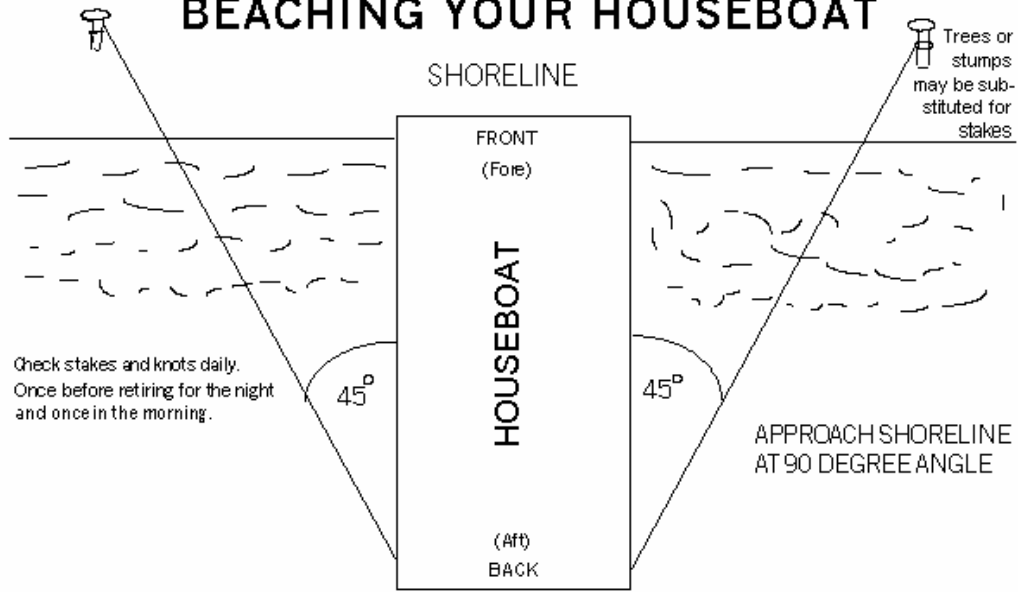 BEACHING YOUR HOUSEBOAT
Trees or
stumps
may be sub-
stituted for
stakes
SHORELINE
FRONT
(Fore)
HOUSEBOAT
Check stakes and knots daily.
Once before retiring for the night
and once in the morning.
45°
45°
APPROACH SHORELINE
AT 90 DEGREE ANGLE
(Aft)
BACK